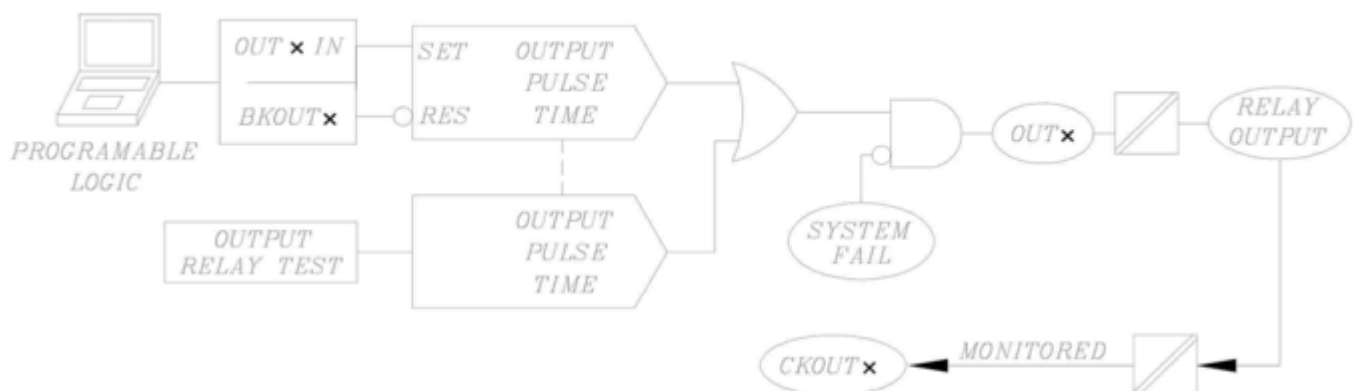 OUT × IN
BKOUT×
SET
RES
OUTPUT
PULSE
TIME
PROGRAMABLE
LOGIC
OUTPUT
RELAY TEST
OUTPUT
PULSE
TIME
SYSTEM
FAIL
OUT×
RELAY
OUTPUT
MONITORED
CKOUT×